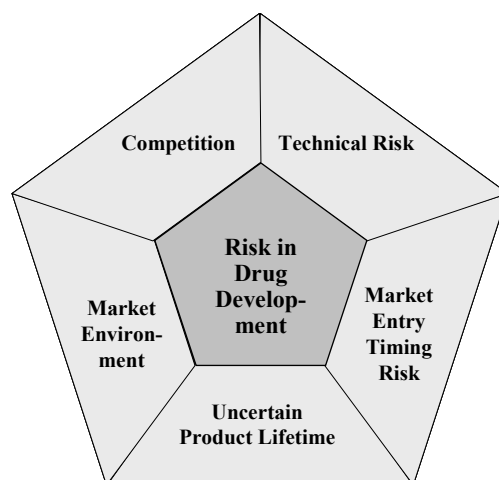 Competition
Technical Risk
Risk in
Drug
Develop-
ment
Market
Environ-
ment
Market
Entry
Timing
Risk
Uncertain
Product Lifetime